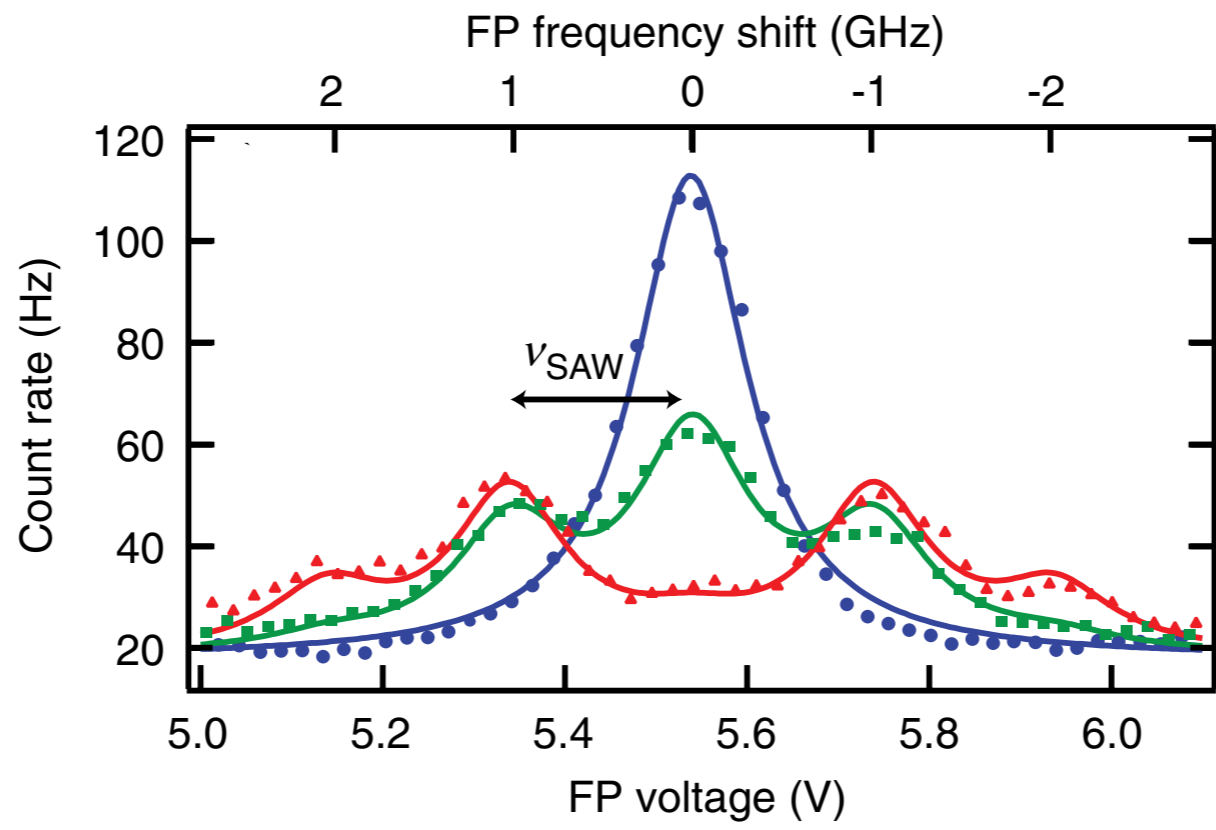 FP frequency shift (GHz)
2 1 0 -1 -2
120
100
80
60
40
20
Count rate (Hz)
νSAW
5.0 5.2 5.4 5.6 5.8 6.0
FP voltage (V)